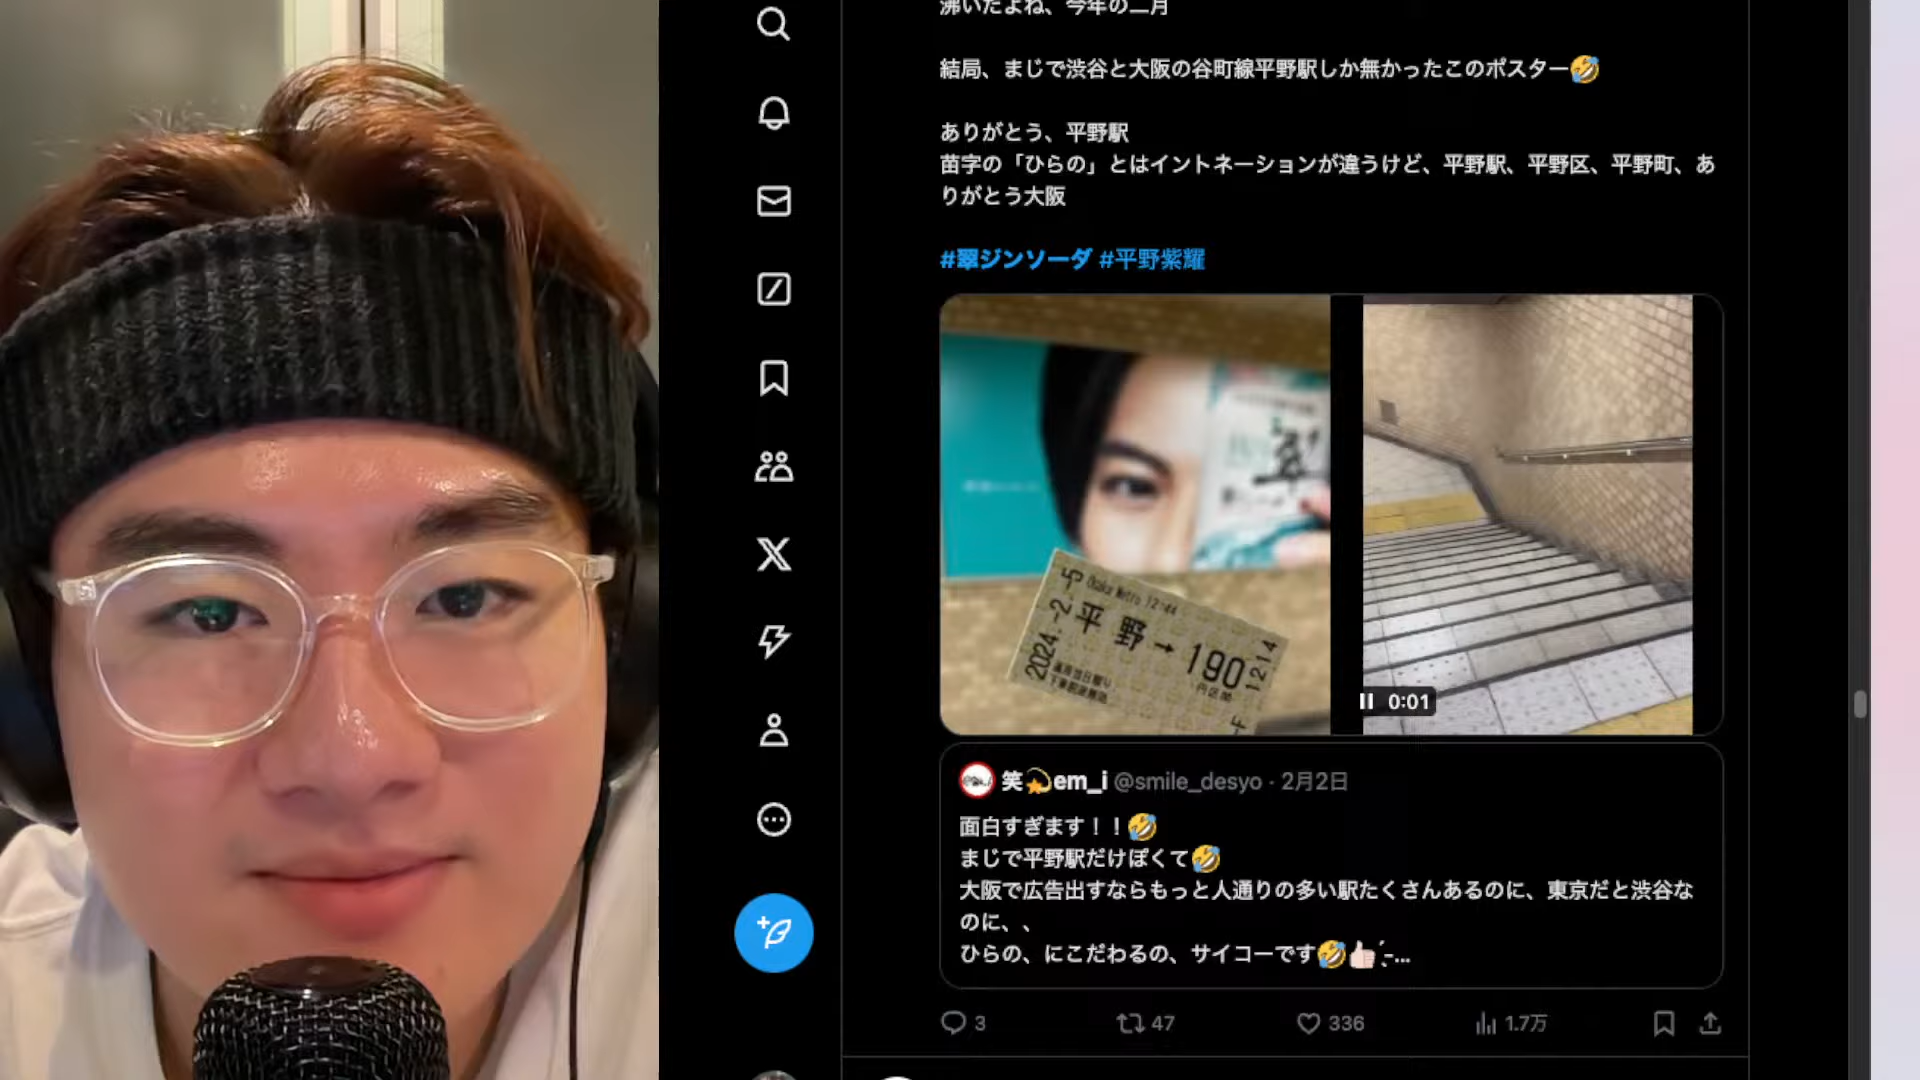 沸いたよね、今年の二月
結局、まじで渋谷と大阪の谷町線平野駅しか無かったこのポスター🤣
ありがとう、平野駅
苗字の「ひらの」とはイントネーションが違うけど、平野駅、平野区、平野町、あ
りがとう大阪
#翠ジンソーダ #平野紫耀
翠
2024.-2.-5
Osaka Metro 12:44
平野→190
円区間
1214
0:01
笑💫em_i @smile_desyo · 2月2日
面白すぎます！！🤣
まじで平野駅だけぽくて🤣
大阪で広告出すならもっと人通りの多い駅たくさんあるのに、東京だと渋谷な
のに、、
ひらの、にこだわるの、サイコーです🤣👍🏻 ̖́-...
3 47 336 1.7万